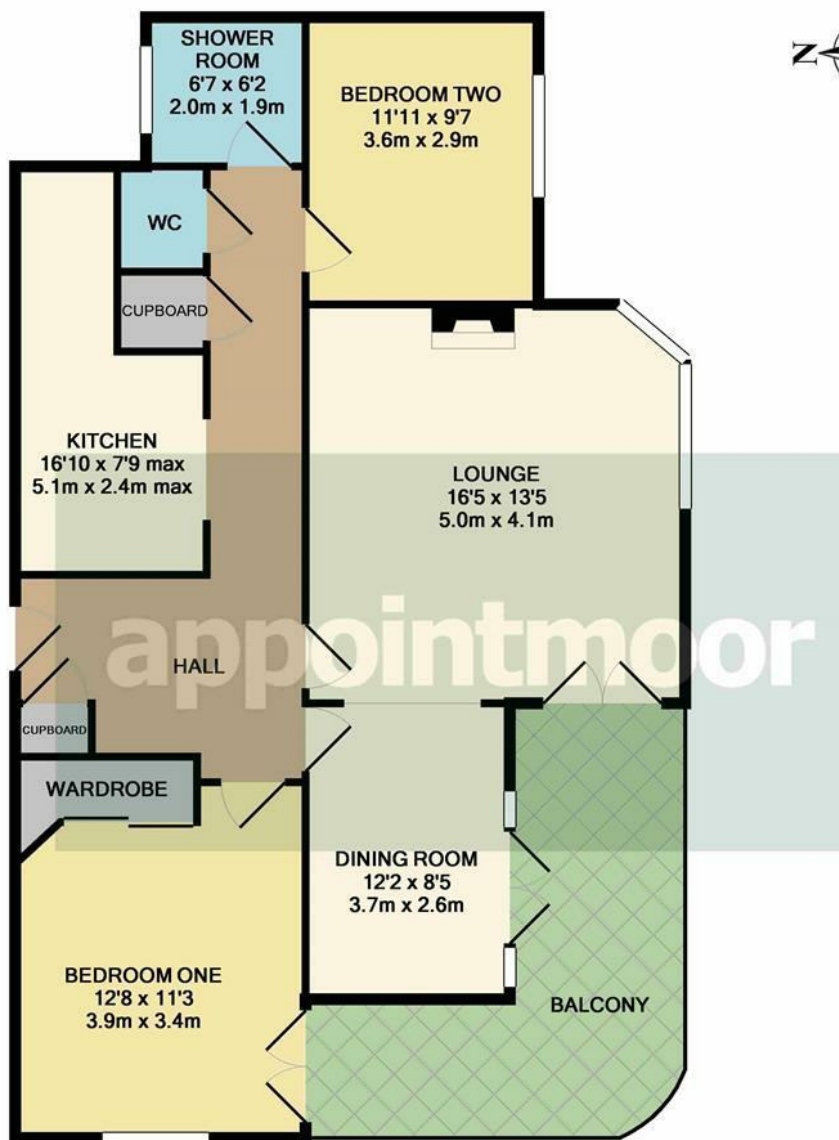 SHOWER
ROOM
6'7 x 6'2
2.0m x 1.9m
BEDROOM TWO
11'11 x 9'7
3.6m x 2.9m
N
WC
CUPBOARD
KITCHEN
16'10 x 7'9 max
5.1m x 2.4m max
LOUNGE
16'5 x 13'5
5.0m x 4.1m
appointmoor
HALL
CUPBOARD
WARDROBE
DINING ROOM
12'2 x 8'5
3.7m x 2.6m
BEDROOM ONE
12'8 x 11'3
3.9m x 3.4m
BALCONY